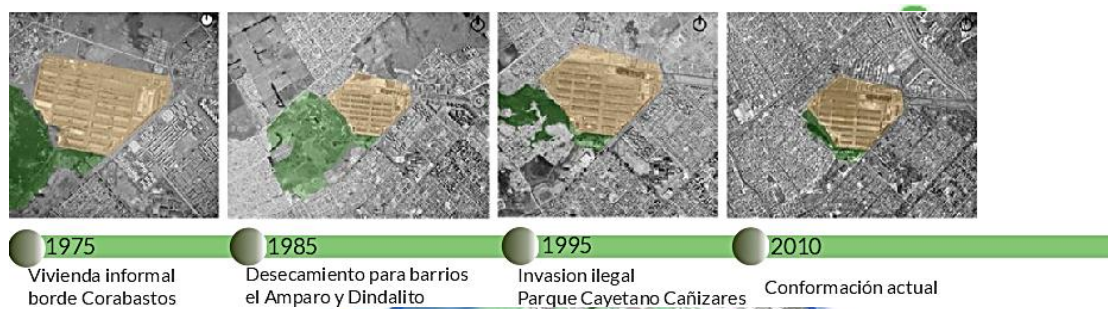 1975
Vivienda informal
borde Corabastos
1985
Desecamiento para barrios
el Amparo y Dindalito
1995
Invasion ilegal
Parque Cayetano Cañizares
2010
Conformación actual